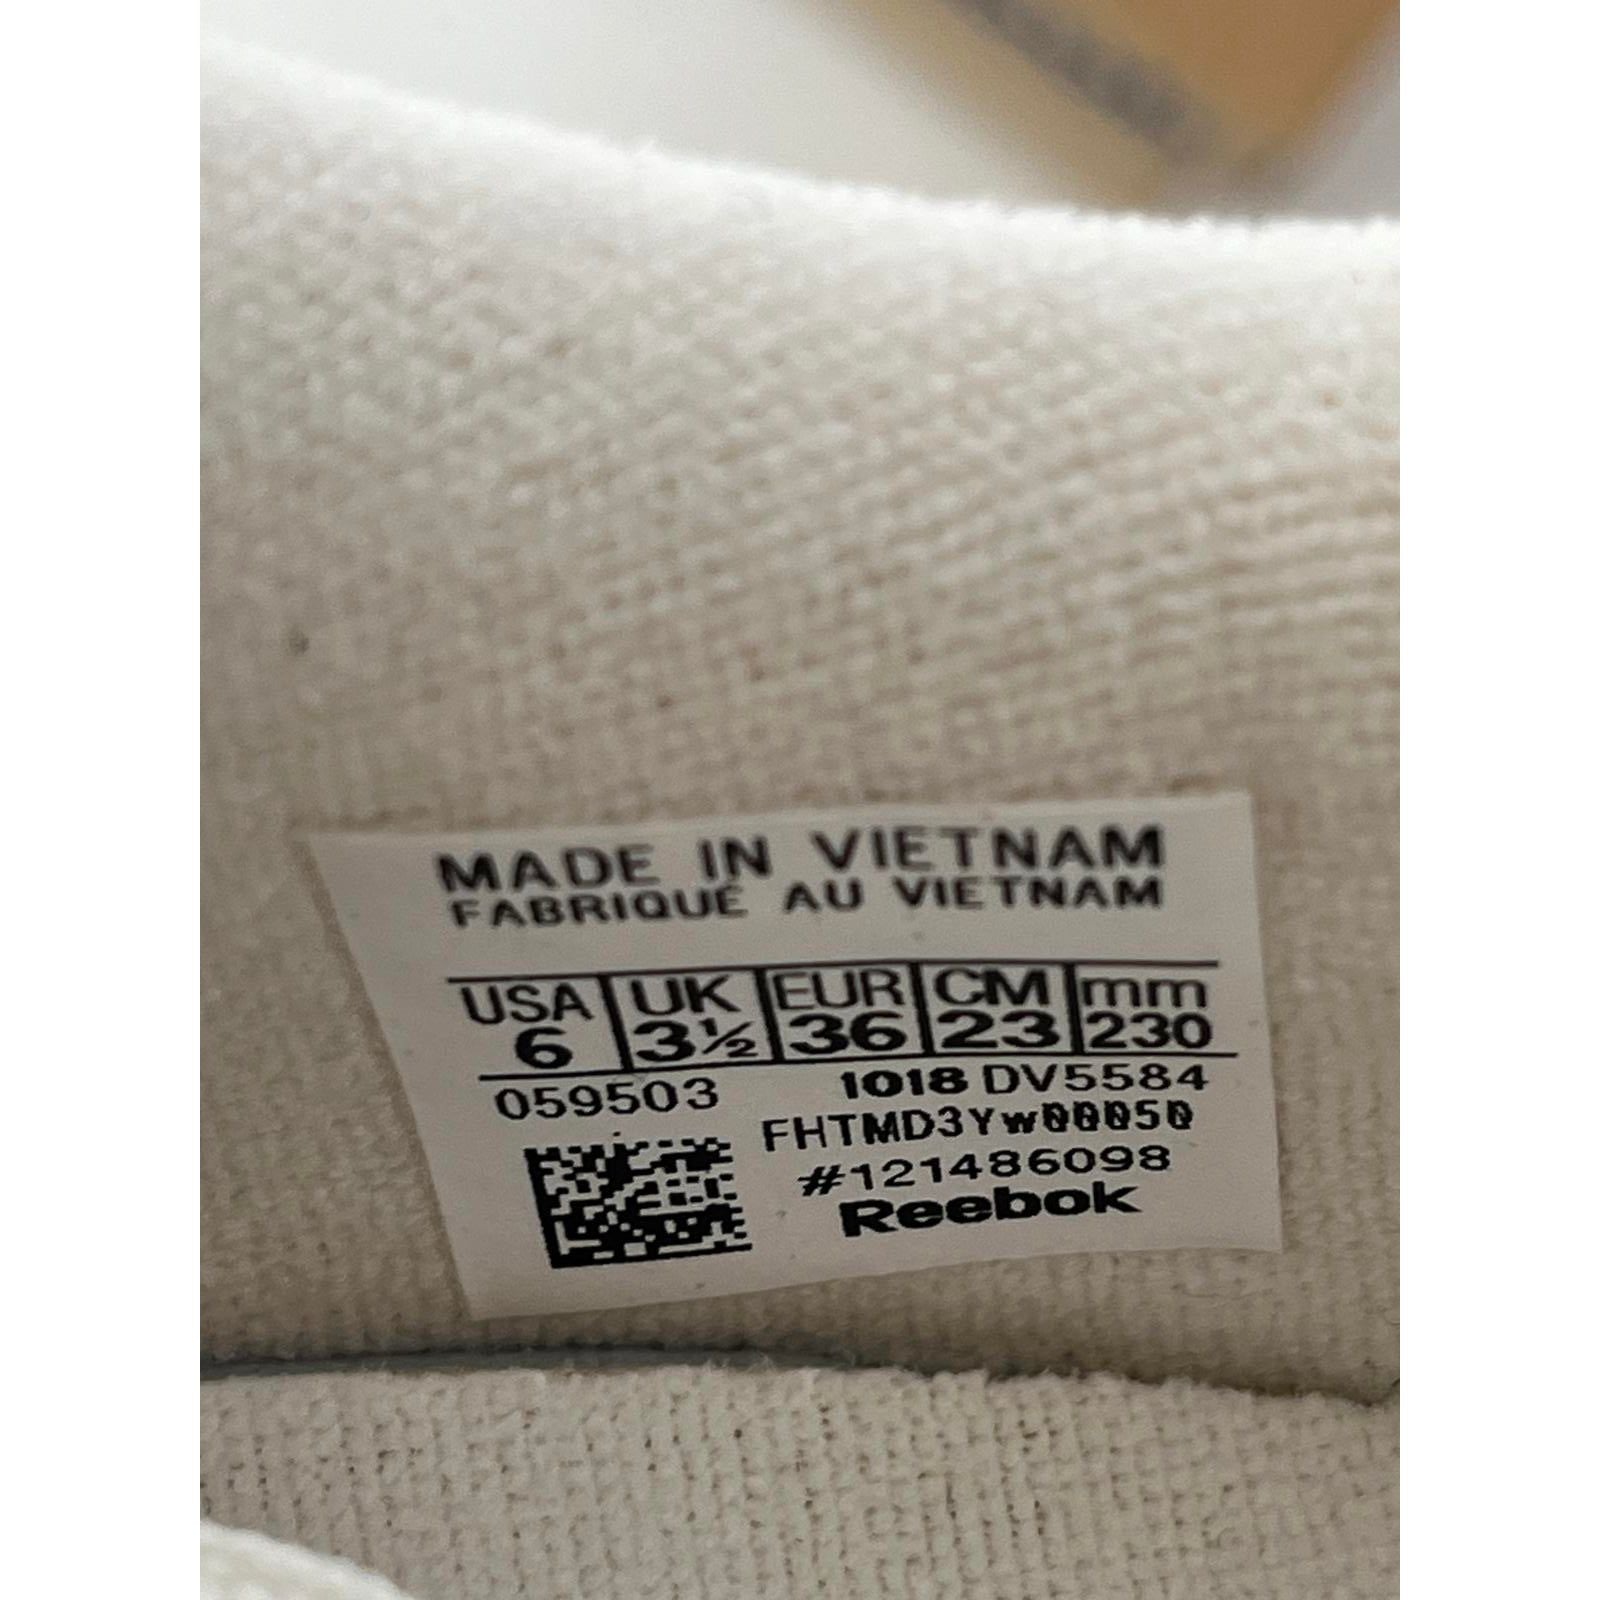 MADE IN VIETNAM
FABRIQUÉ AU VIETNAM
USA UK EUR CM mm
6 3½ 36 23 230
059503 1018 DV5584
FHTMD3Yw00050
#121486098
Reebok